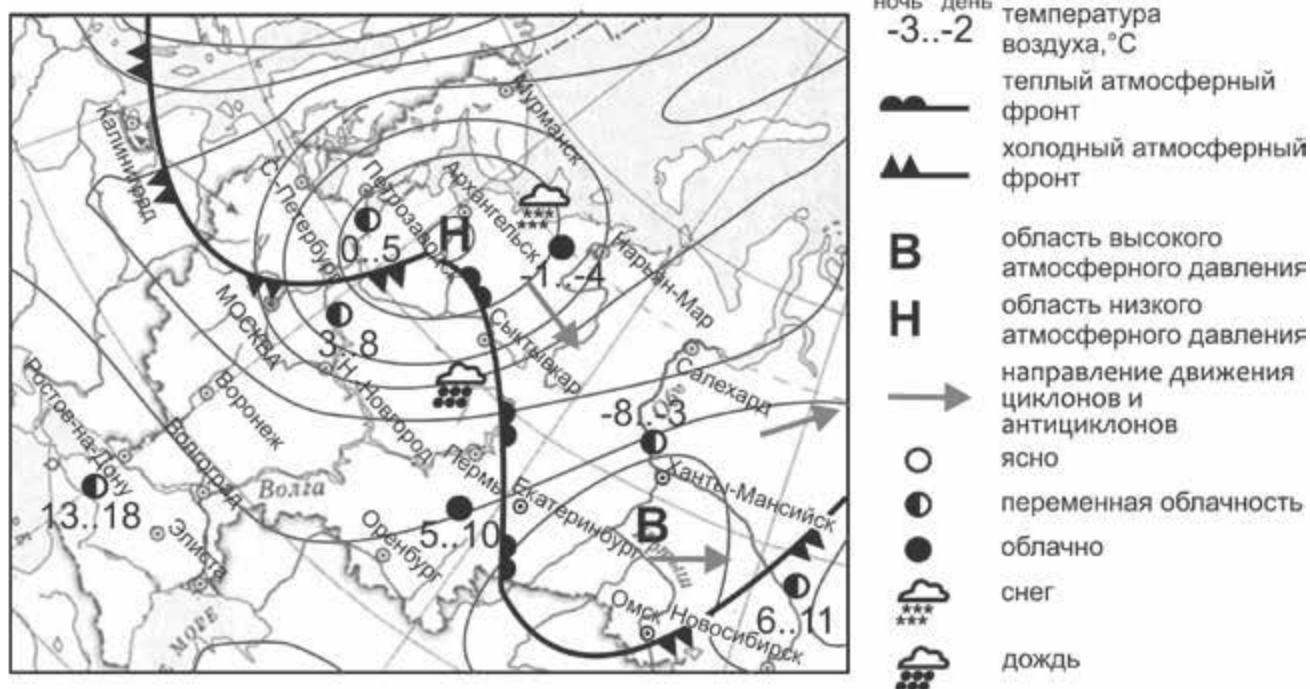 Мурманск
Калининград
С-Петербург
Петрозаводск
Архангельск
Нарьян-Мар
Н
0..5
-1..-4
МОСКВА
3..8
Сыктывкар
Н-Новгород
Салехард
-8..-3
Ростов-на-Дону
Воронеж
Волгоград
Волга
Пермь
Екатеринбург
Ханты-Мансийск
В
13..18
Элиста
Оренбург
5..10
Омск
Новосибирск
6..11
МОРЕ
ночь день
-3..-2
температура
воздуха,°С
теплый атмосферный
фронт
холодный атмосферный
фронт
В
область высокого
атмосферного давления
Н
область низкого
атмосферного давления
направление движения
циклонов и
антициклонов
ясно
переменная облачность
облачно
снег
дождь